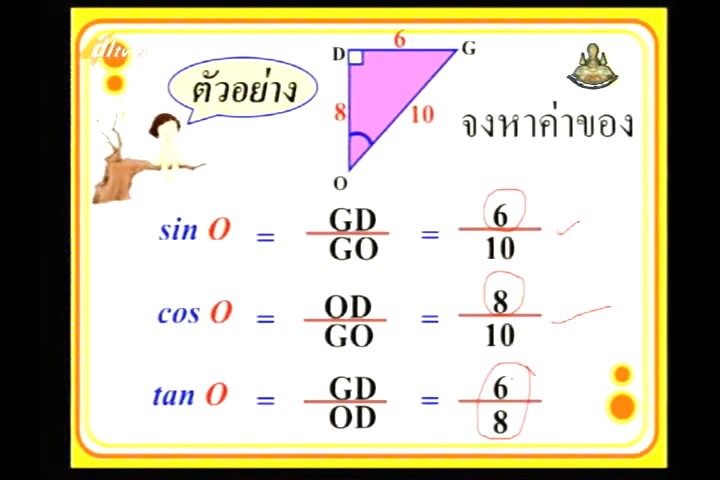 ตัวอย่าง
D 6 G
8 10
O
จงหาค่าของ
sin O = GD/GO = 6/10
cos O = OD/GO = 8/10
tan O = GD/OD = 6/8